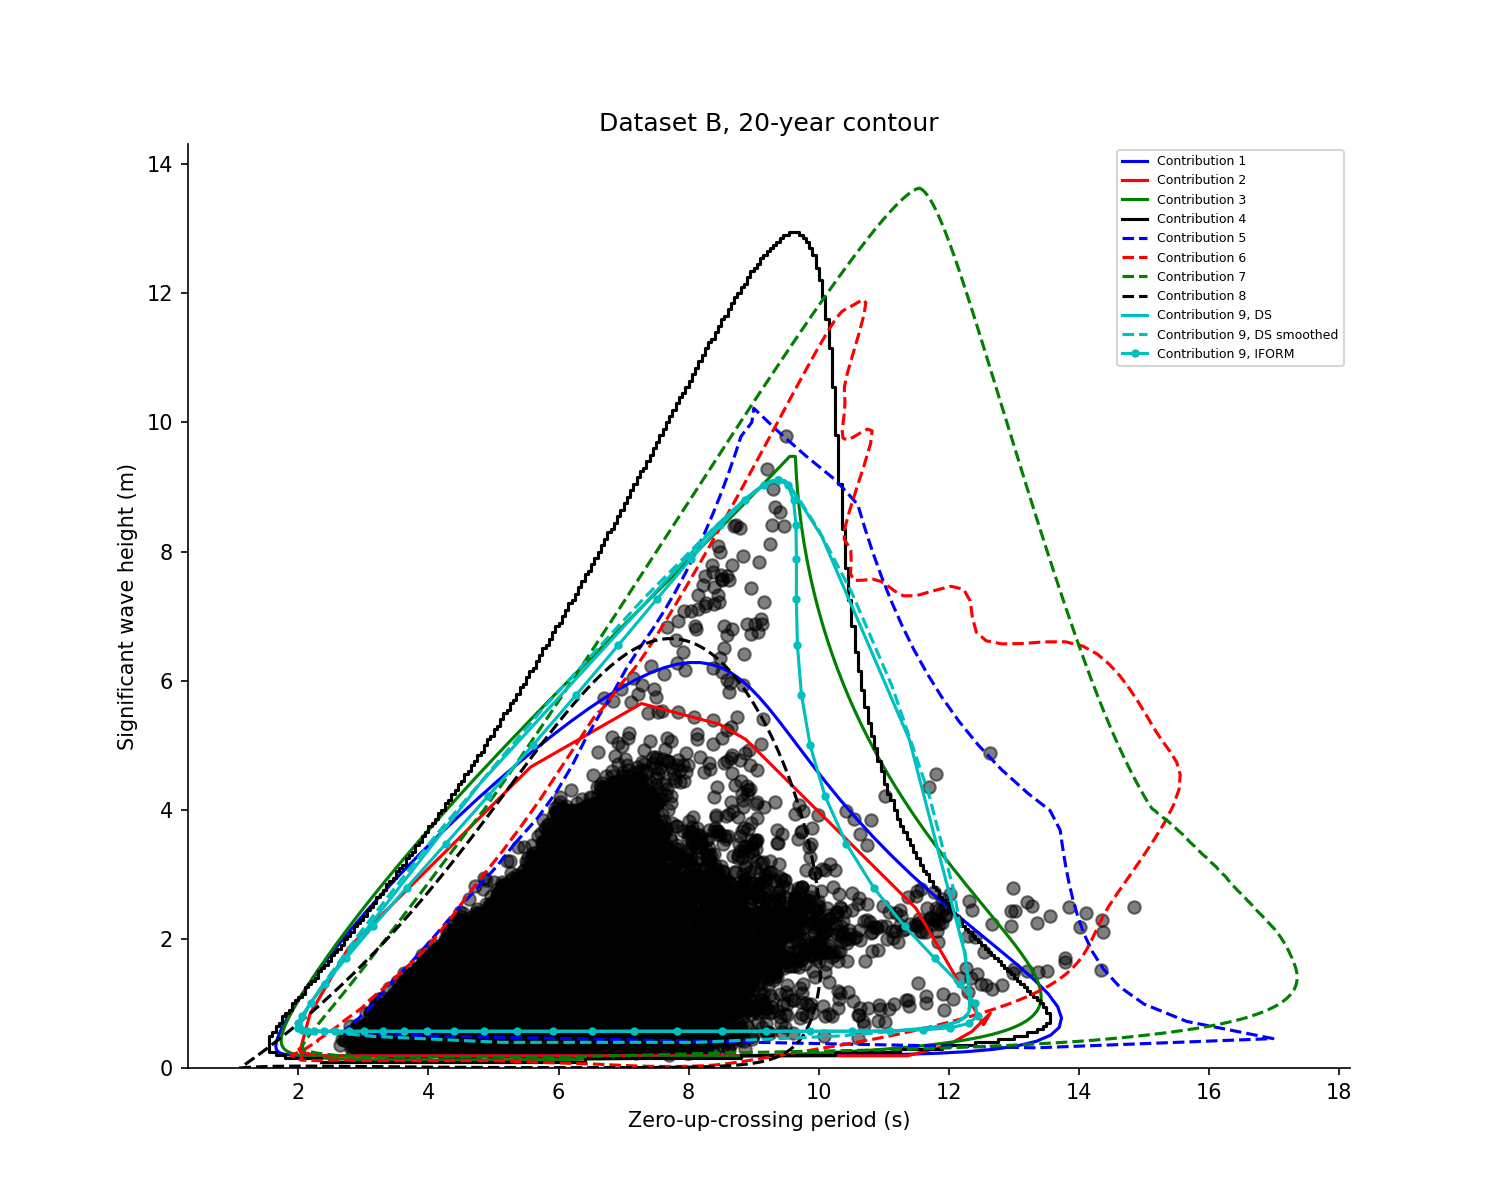 Dataset B, 20-year contour
Significant wave height (m)
14
12
10
8
6
4
2
0
2 4 6 8 10 12 14 16 18
Zero-up-crossing period (s)
Contribution 1
Contribution 2
Contribution 3
Contribution 4
Contribution 5
Contribution 6
Contribution 7
Contribution 8
Contribution 9, DS
Contribution 9, DS smoothed
Contribution 9, IFORM